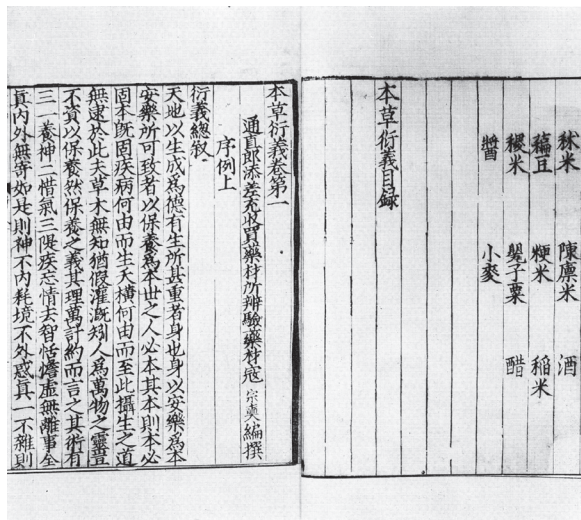 秫米　陳廩米　酒
藊豆　粳米　稻米
稷米　罌子粟　醋
醬　小麥
本草衍義目録
本草衍義卷第一
通直郎添差充收買藥材所辨驗藥材寇宗奭編撰
序例上
衍義總敘
天地以生成爲德有生所甚重者身也身以安樂爲本
安樂所可致者以保養爲本世之人必本其本則本必
固本既固疾病何由而生夭橫何由而至此攝生之道
無逮於此夫草木無知猶假灌溉矧人爲萬物之靈豈
不資以保養然保養之義其理萬計約而言之其術有
三一養神二惜氣三隄疾忘情去智恬憺虛無離事全
真内外無寄如是則神不内耗境不外惑真一不雜則